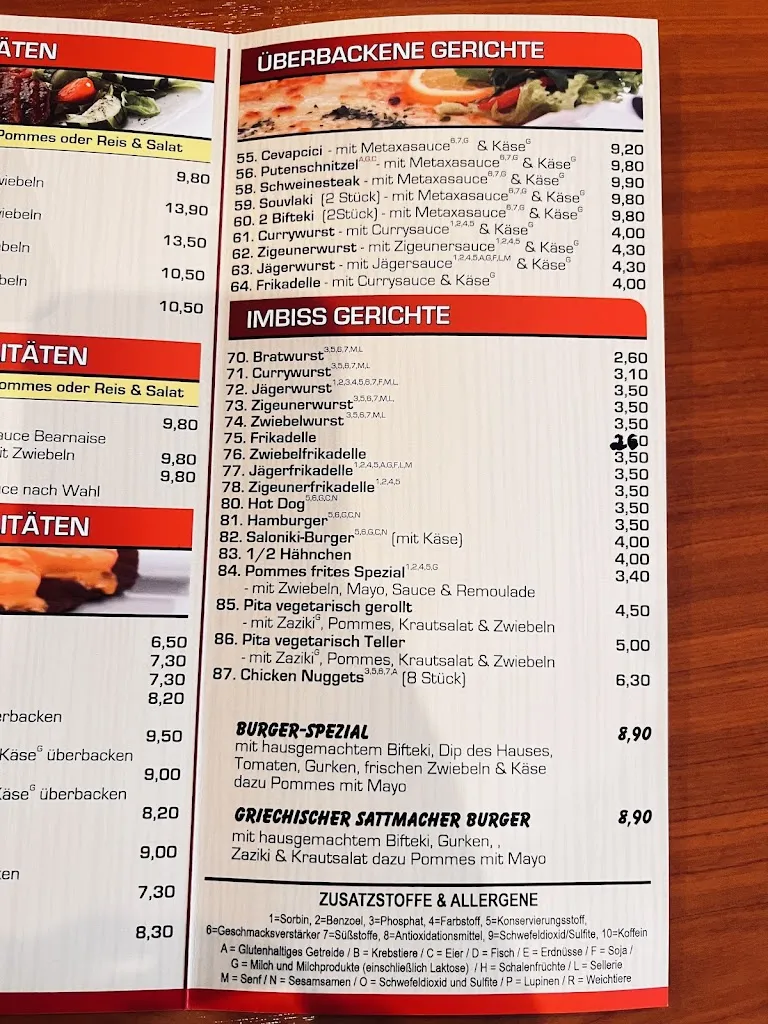 ÄTEN
Pommes oder Reis & Salat
9,80
wiebeln
13,90
iebeln
13,50
ebeln
10,50
beln
10,50
ITÄTEN
ommes oder Reis & Salat
9,80
auce Bearnaise
it Zwiebeln 9,80
9,80
ce nach Wahl
ITÄTEN
6,50
7,30
7,30
8,20
erbacken
9,50
Käse^G überbacken
9,00
Käse^G überbacken
8,20
9,00
ken
7,30
8,30
ÜBERBACKENE GERICHTE
55. Cevapcici - mit Metaxasauce^6,7,G & Käse^G 9,20
56. Putenschnitzel^A,G,C - mit Metaxasauce^6,7,G & Käse^G 9,80
58. Schweinesteak - mit Metaxasauce^6,7,G & Käse^G 9,90
59. Souvlaki (2 Stück) - mit Metaxasauce^6,7,G & Käse^G 9,80
60. 2 Bifteki (2Stück) - mit Metaxasauce^6,7,G & Käse^G 9,80
61. Currywurst - mit Currysauce^1,2,4,5 & Käse^G 4,00
62. Zigeunerwurst - mit Zigeunersauce^1,2,4,5 & Käse^G 4,30
63. Jägerwurst - mit Jägersauce^1,2,4,5,A,G,F,L,M & Käse^G 4,30
64. Frikadelle - mit Currysauce & Käse^G 4,00
IMBISS GERICHTE
70. Bratwurst^3,5,6,7,M,L 2,60
71. Currywurst^3,5,6,7,M,L 3,10
72. Jägerwurst^1,2,3,4,5,6,7,F,M,L 3,50
73. Zigeunerwurst^3,5,6,7,M,L 3,50
74. Zwiebelwurst^3,5,6,7,M,L 3,50
75. Frikadelle 260
76. Zwiebelfrikadelle 3,50
77. Jägerfrikadelle^1,2,4,5,A,G,F,L,M 3,50
78. Zigeunerfrikadelle^1,2,4,5 3,50
80. Hot Dog^5,6,G,C,N 3,50
81. Hamburger^5,6,G,C,N 3,50
82. Saloniki-Burger^5,6,G,C,N (mit Käse) 4,00
83. 1/2 Hähnchen 4,00
84. Pommes frites Spezial^1,2,4,5,G 3,40
- mit Zwiebeln, Mayo, Sauce & Remoulade
85. Pita vegetarisch gerollt 4,50
- mit Zaziki^G, Pommes, Krautsalat & Zwiebeln
86. Pita vegetarisch Teller 5,00
- mit Zaziki^G, Pommes, Krautsalat & Zwiebeln
87. Chicken Nuggets^3,5,6,7,A (8 Stück) 6,30
BURGER-SPEZIAL 8,90
mit hausgemachtem Bifteki, Dip des Hauses,
Tomaten, Gurken, frischen Zwiebeln & Käse
dazu Pommes mit Mayo
GRIECHISCHER SATTMACHER BURGER 8,90
mit hausgemachtem Bifteki, Gurken, ,
Zaziki & Krautsalat dazu Pommes mit Mayo
ZUSATZSTOFFE & ALLERGENE
1=Sorbin, 2=Benzoel, 3=Phosphat, 4=Farbstoff, 5=Konservierungsstoff,
6=Geschmacksverstärker 7=Süßstoffe, 8=Antioxidationsmittel, 9=Schwefeldioxid/Sulfite, 10=Koffein
A = Glutenhaltiges Getreide / B = Krebstiere / C = Eier / D = Fisch / E = Erdnüsse / F = Soja /
G = Milch und Milchprodukte (einschließlich Laktose) / H = Schalenfrüchte / L = Sellerie
M = Senf / N = Sesamsamen / O = Schwefeldioxid und Sulfite / P = Lupinen / R = Weichtiere